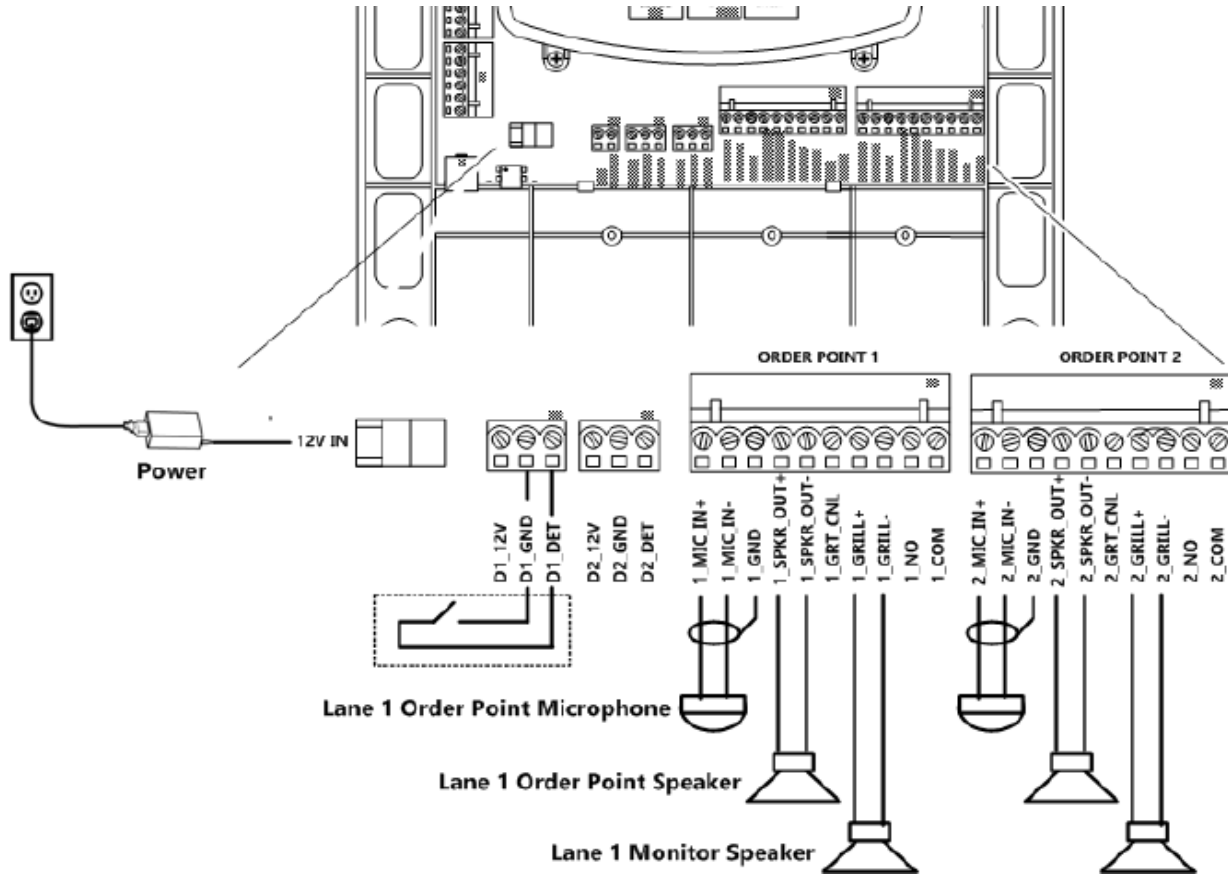 ORDER POINT 1
ORDER POINT 2
12V IN
Power
D1_12V
D1_GND
D1_DET
D2_12V
D2_GND
D2_DET
1_MIC_IN+
1_MIC_IN-
1_GND
1_SPKR_OUT+
1_SPKR_OUT-
1_GRT_CNL
1_GRILL+
1_GRILL-
1_NO
1_COM
2_MIC_IN+
2_MIC_IN-
2_GND
2_SPKR_OUT+
2_SPKR_OUT-
2_GRT_CNL
2_GRILL+
2_GRILL-
2_NO
2_COM
Lane 1 Order Point Microphone
Lane 1 Order Point Speaker
Lane 1 Monitor Speaker